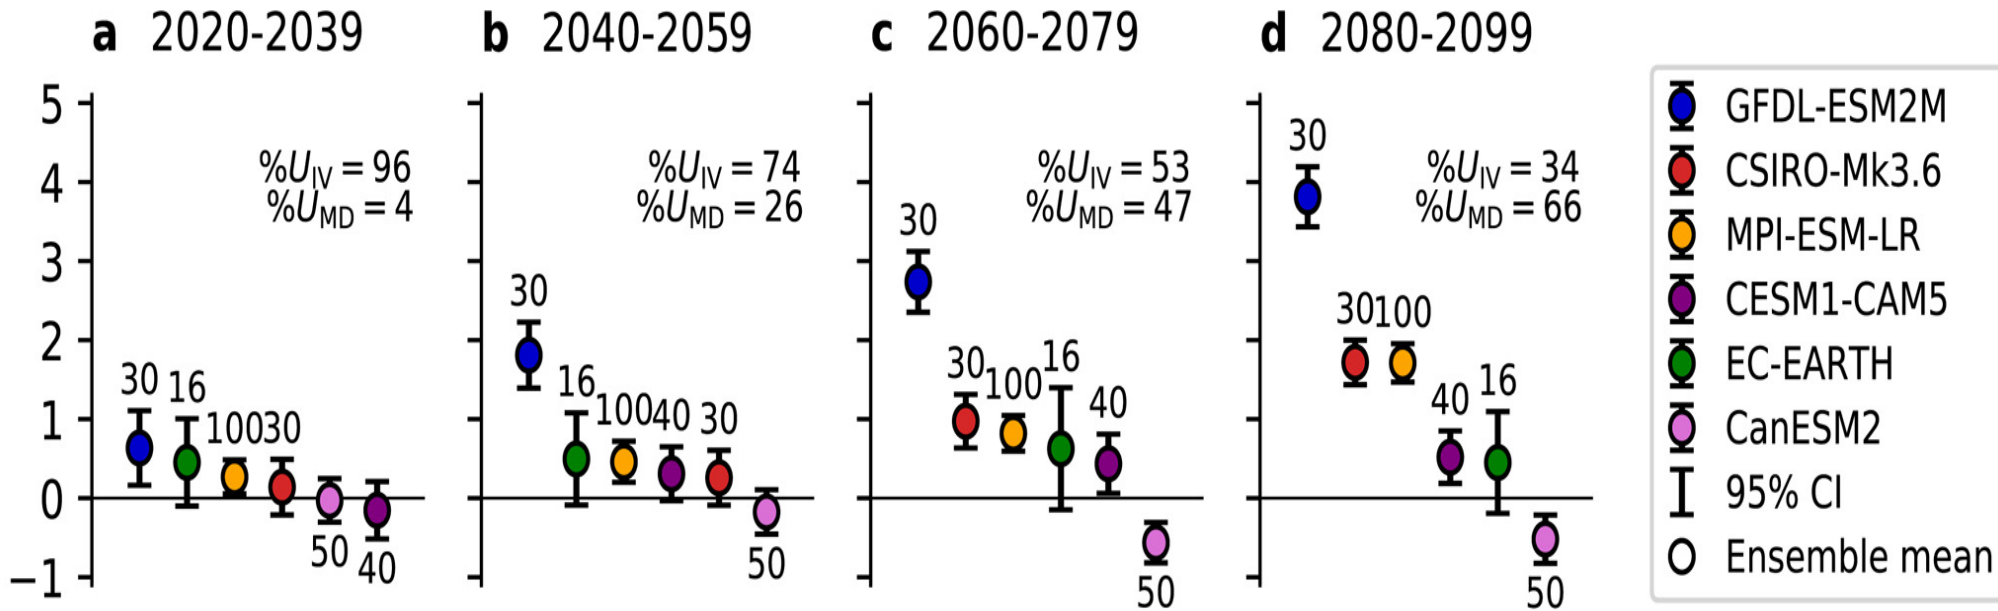 a 2020-2039
b 2040-2059
c 2060-2079
d 2080-2099
5
4
3
2
1
0
−1
%U_IV = 96
%U_MD = 4
30
16
100
30
50
40
%U_IV = 74
%U_MD = 26
30
16
100
40
30
50
%U_IV = 53
%U_MD = 47
30
30
100
16
40
50
%U_IV = 34
%U_MD = 66
30
30
100
40
16
50
GFDL-ESM2M
CSIRO-Mk3.6
MPI-ESM-LR
CESM1-CAM5
EC-EARTH
CanESM2
95% CI
Ensemble mean